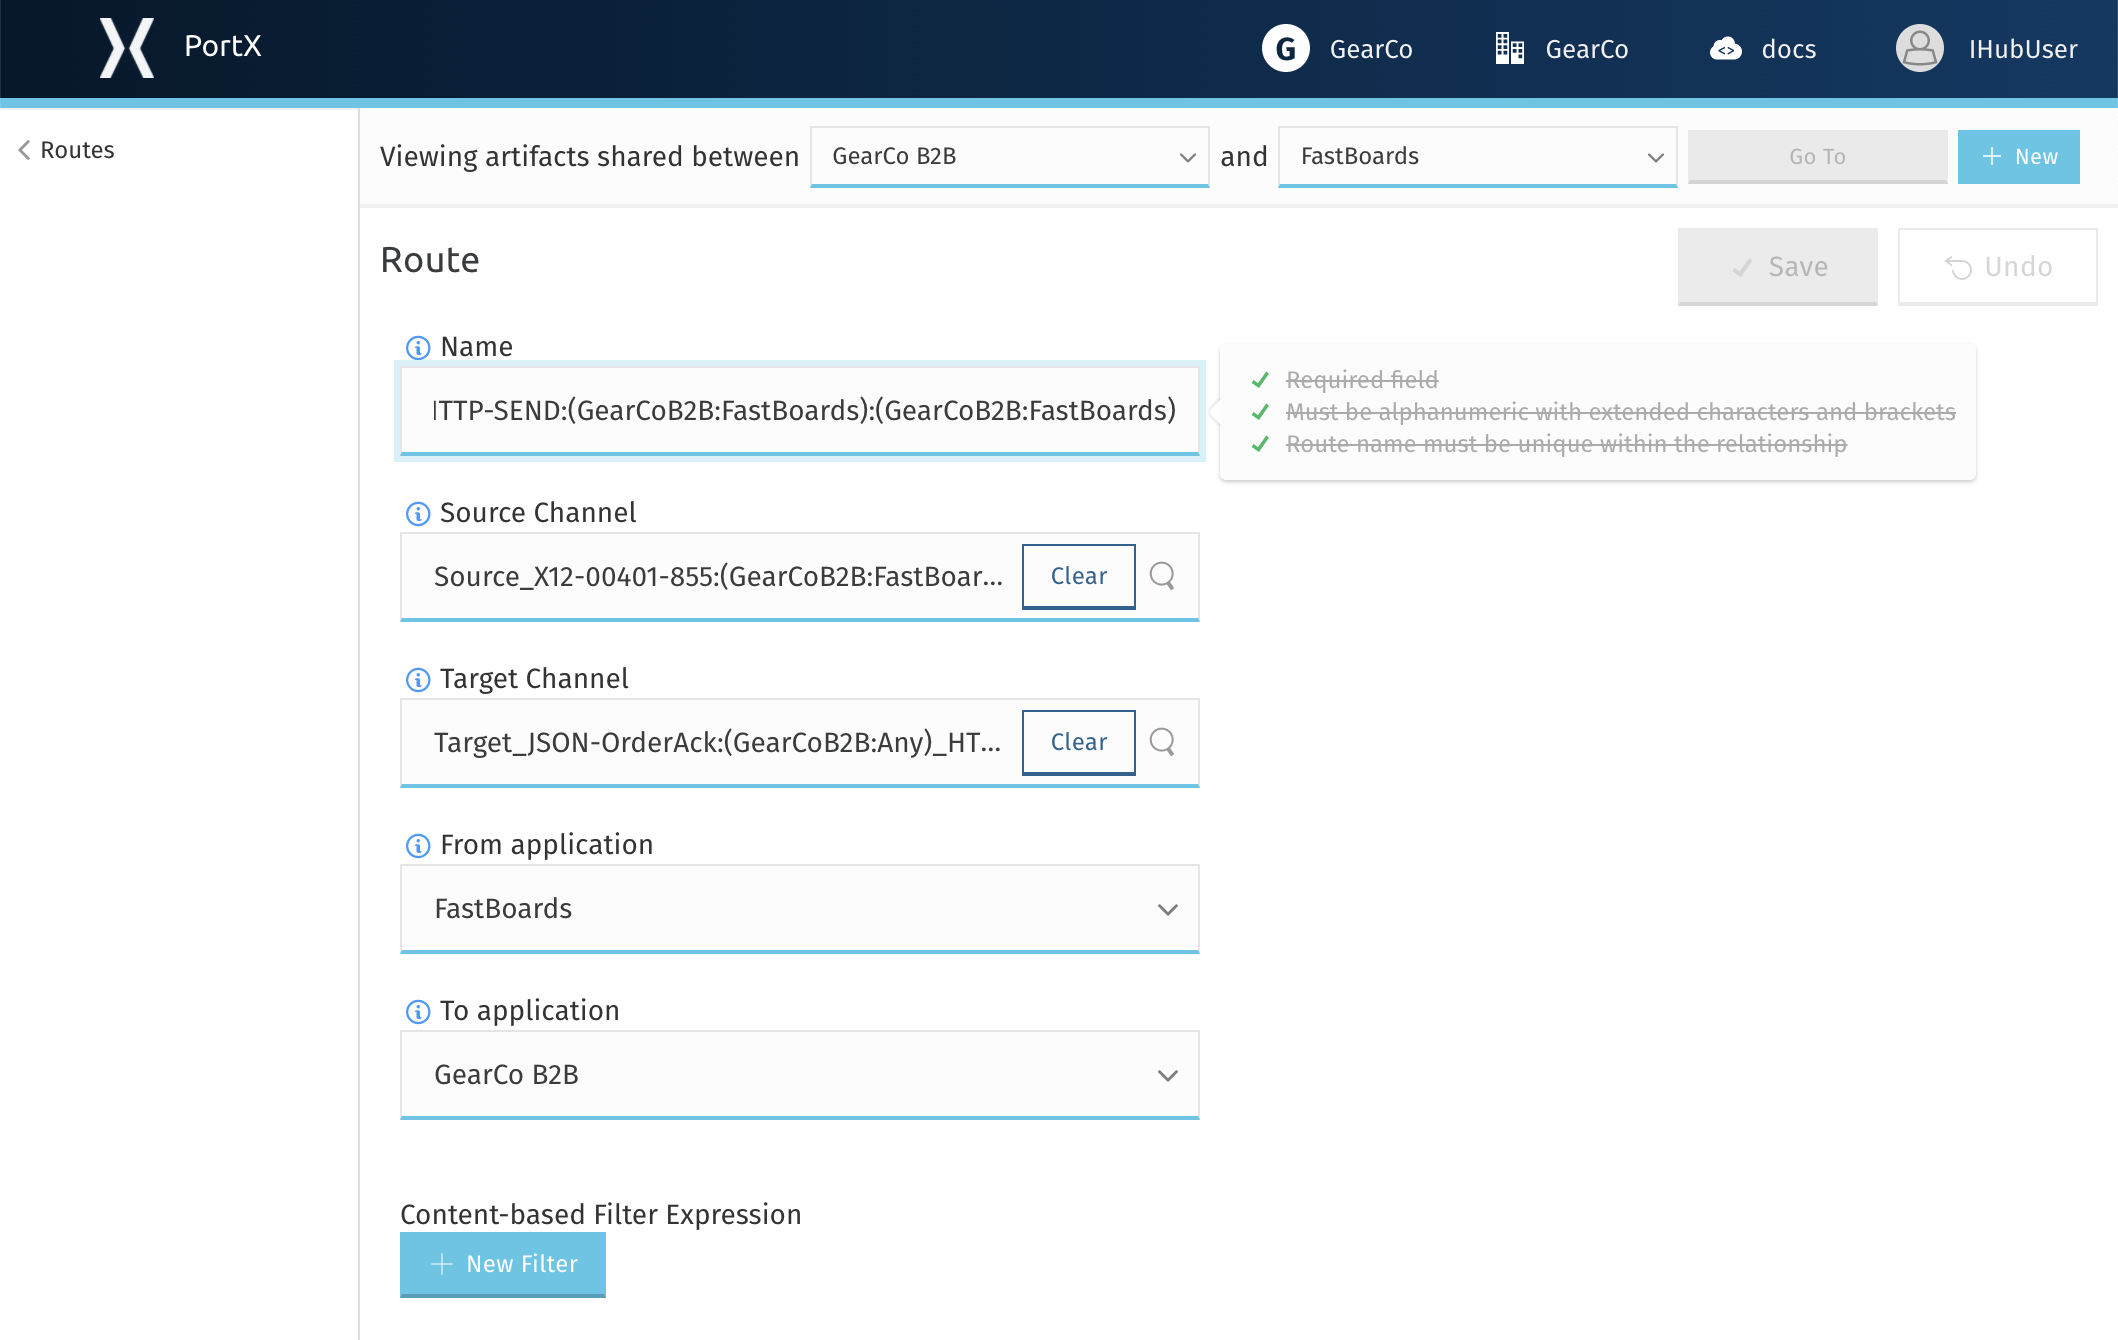 PortX
G GearCo
GearCo
docs
IHubUser
Routes
Viewing artifacts shared between GearCo B2B and FastBoards Go To New
Route
Save Undo
Name
TTP-SEND:(GearCoB2B:FastBoards):(GearCoB2B:FastBoards)
Required field
Must be alphanumeric with extended characters and brackets
Route name must be unique within the relationship
Source Channel
Source_X12-00401-855:(GearCoB2B:FastBoar... Clear
Target Channel
Target_JSON-OrderAck:(GearCoB2B:Any)_HT... Clear
From application
FastBoards
To application
GearCo B2B
Content-based Filter Expression
New Filter